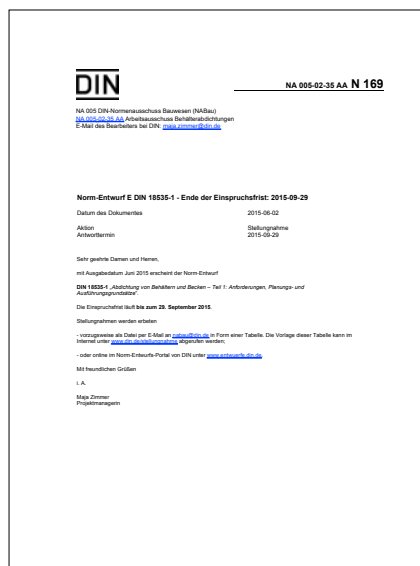 DIN
NA 005-02-35 AA N 169
NA 005 DIN-Normenausschuss Bauwesen (NABau)
NA 005-02-35 AA Arbeitsausschuss Behälterabdichtungen
E-Mail des Bearbeiters bei DIN: maja.zimmer@din.de
Norm-Entwurf E DIN 18535-1 - Ende der Einspruchsfrist: 2015-09-29
Datum des Dokumentes 2015-06-02
Aktion Stellungnahme
Antworttermin 2015-09-29
Sehr geehrte Damen und Herren,
mit Ausgabedatum Juni 2015 erscheint der Norm-Entwurf
DIN 18535-1 „Abdichtung von Behältern und Becken – Teil 1: Anforderungen, Planungs- und
Ausführungsgrundsätze“.
Die Einspruchsfrist läuft bis zum 29. September 2015.
Stellungnahmen werden erbeten
- vorzugsweise als Datei per E-Mail an nabau@din.de in Form einer Tabelle. Die Vorlage dieser Tabelle kann im
Internet unter www.din.de/stellungnahme abgerufen werden;
- oder online im Norm-Entwurfs-Portal von DIN unter www.entwuerfe.din.de.
Mit freundlichen Grüßen
i. A.
Maja Zimmer
Projektmanagerin